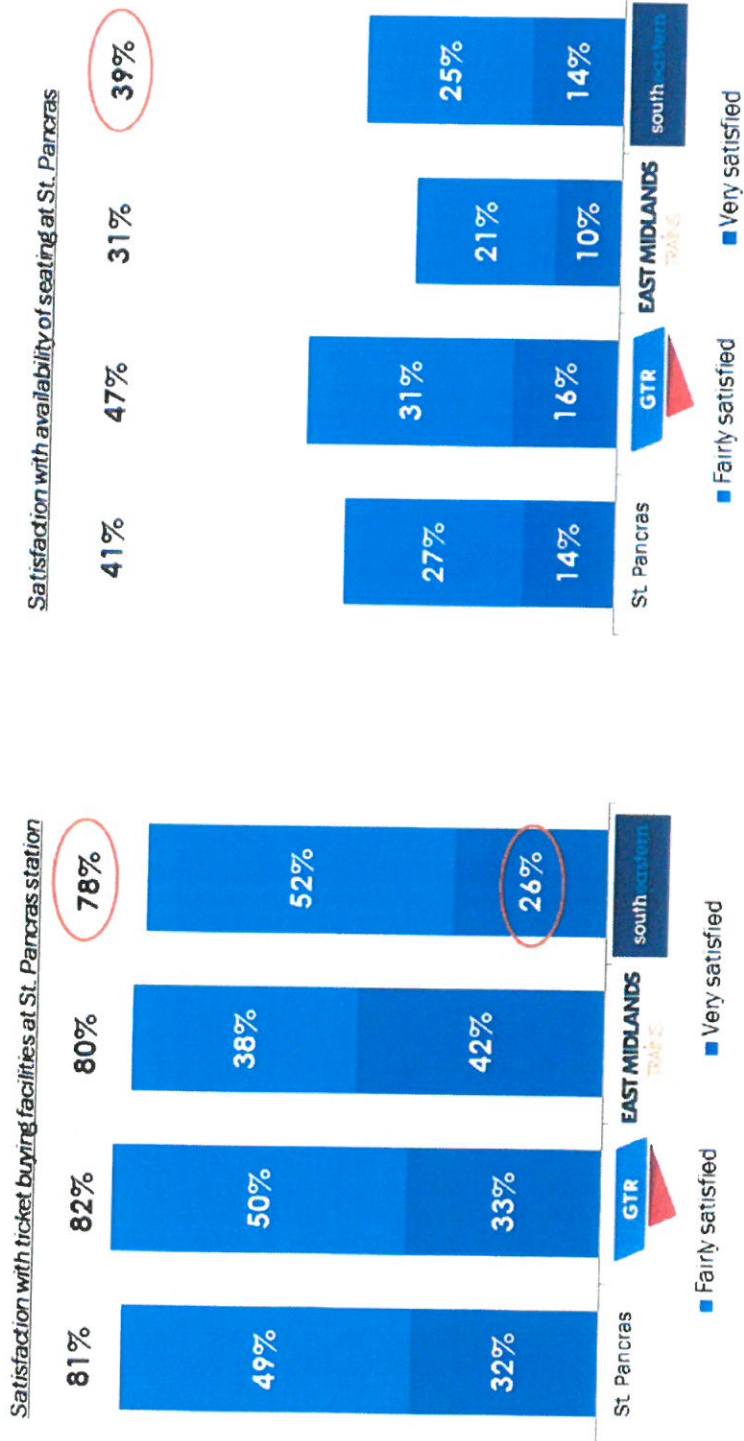 Satisfaction with ticket buying facilities at St. Pancras station
81% 82% 80% 78%
49% 50% 38% 52%
32% 33% 42% 26%
St. Pancras GTR EAST MIDLANDS TRAINS southeastern
Fairly satisfied Very satisfied
Satisfaction with availability of seating at St. Pancras
41% 47% 31% 39%
27% 31% 21% 25%
14% 16% 10% 14%
St. Pancras GTR EAST MIDLANDS TRAINS southeastern
Fairly satisfied Very satisfied